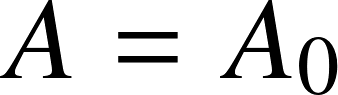 A = A₀